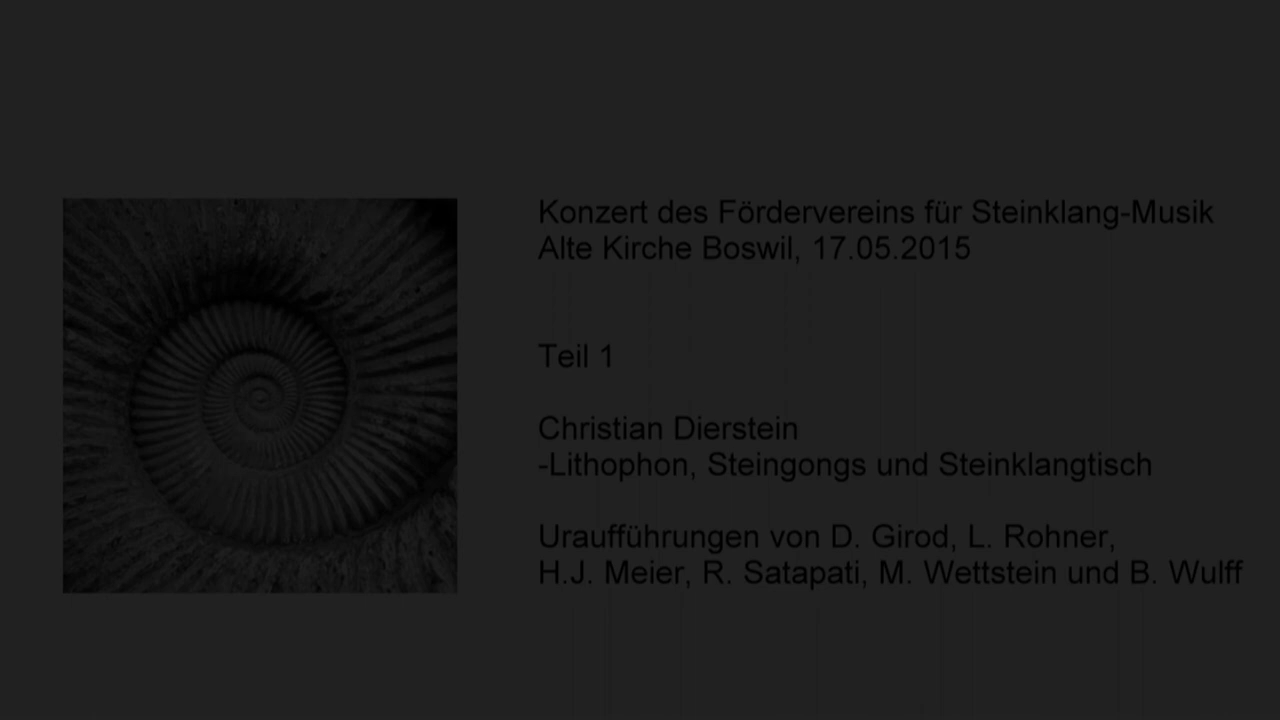 Konzert des Fördervereins für Steinklang-Musik
Alte Kirche Boswil, 17.05.2015
Teil 1
Christian Dierstein
-Lithophon, Steingongs und Steinklangtisch
Uraufführungen von D. Girod, L. Rohner,
H.J. Meier, R. Satapati, M. Wettstein und B. Wulff